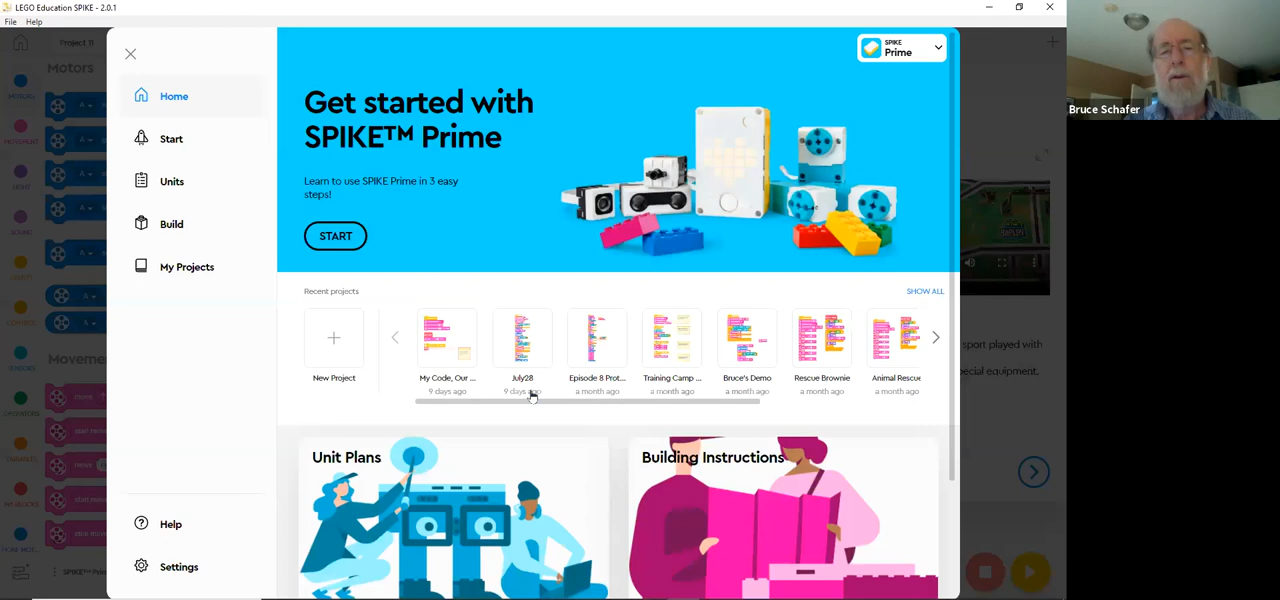 LEGO Education SPIKE - 2.0.1
File Help
Project 11
Motors
Home
Start
Units
Build
My Projects
Help
Settings
SPIKE
Prime
Get started with
SPIKE™ Prime
Learn to use SPIKE Prime in 3 easy
steps!
START
Recent projects
SHOW ALL
New Project
My Code, Our ...
9 days ago
July28
9 days ago
Episode 8 Prot...
a month ago
Training Camp ...
a month ago
Bruce's Demo
a month ago
Rescue Brownie
a month ago
Animal Rescue
a month ago
Unit Plans
Building Instructions
sport played with
ecial equipment.
Bruce Schafer